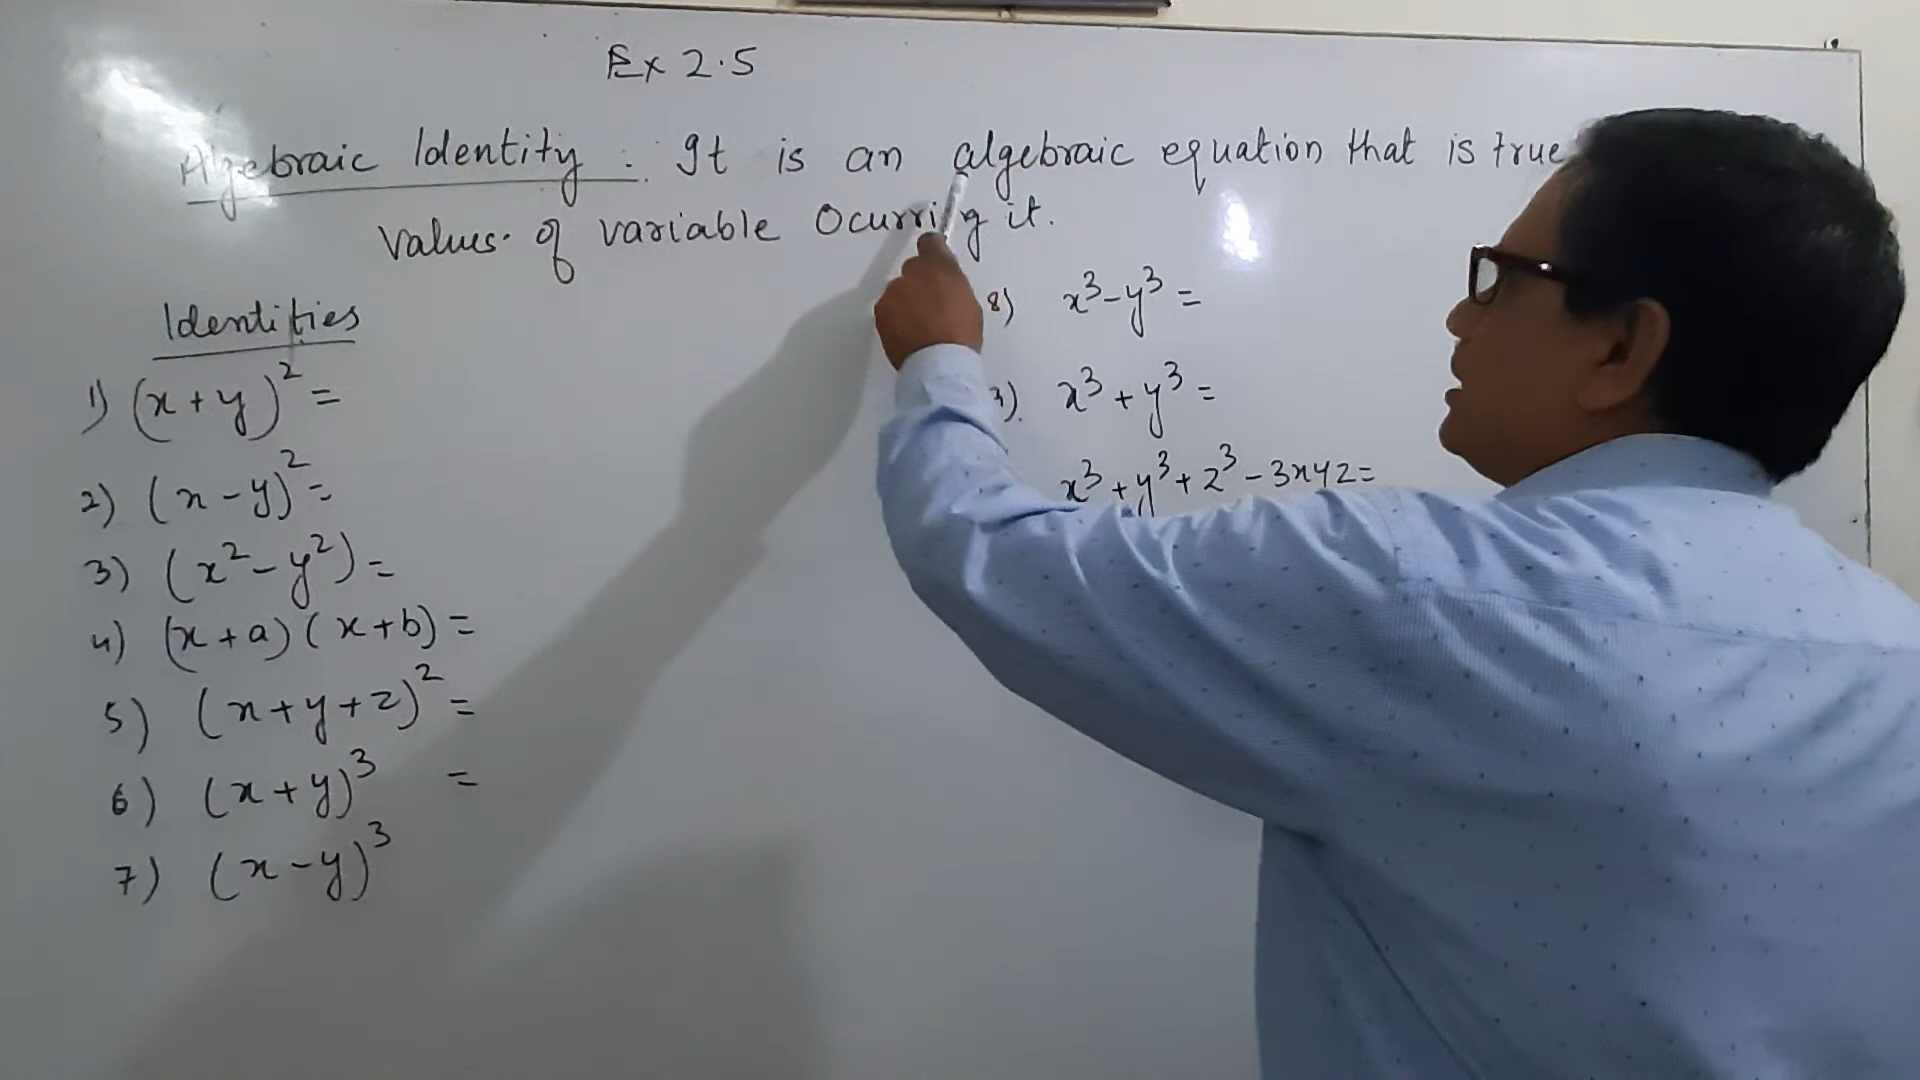 Ex 2.5
Algebraic Identity : It is an algebraic equation that is true
values of variable Ocurring it.
Identities
1) (x+y)² =
2) (x-y)² =
3) (x²-y²) =
4) (x+a)(x+b) =
5) (x+y+z)² =
6) (x+y)³ =
7) (x-y)³
8) x³-y³ =
9) x³+y³ =
x³+y³+z³-3xyz =